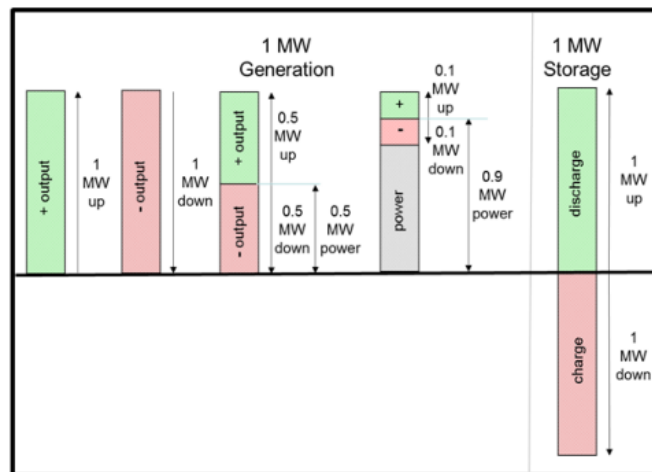 1 MW
Generation
1 MW
Storage
+ output
1
MW
up
- output
1
MW
down
+ output
- output
0.5
MW
up
0.5
MW
down
0.5
MW
power
+
-
power
0.1
MW
up
0.1
MW
down
0.9
MW
power
discharge
charge
1
MW
up
1
MW
down